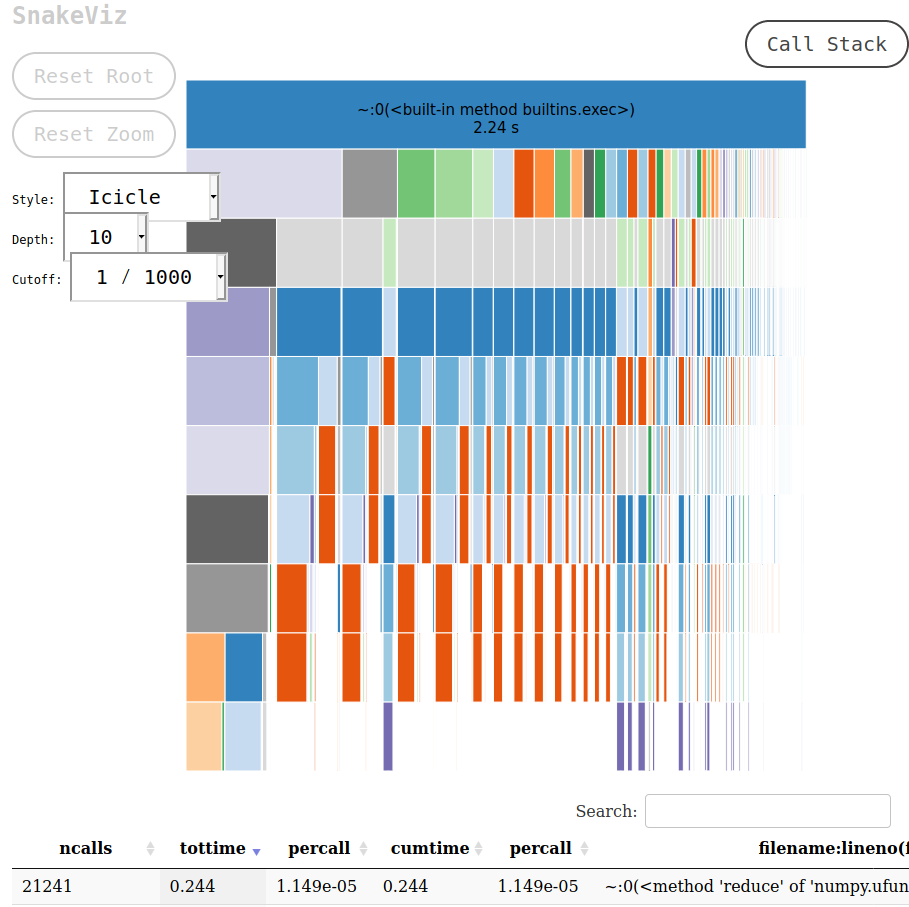 SnakeViz
Call Stack
Reset Root
Reset Zoom
Style: Icicle
Depth: 10
Cutoff: 1 / 1000
~:0(<built-in method builtins.exec>)
2.24 s
Search:
ncalls tottime percall cumtime percall filename:lineno(f
21241 0.244 1.149e-05 0.244 1.149e-05 ~:0(<method 'reduce' of 'numpy.ufun